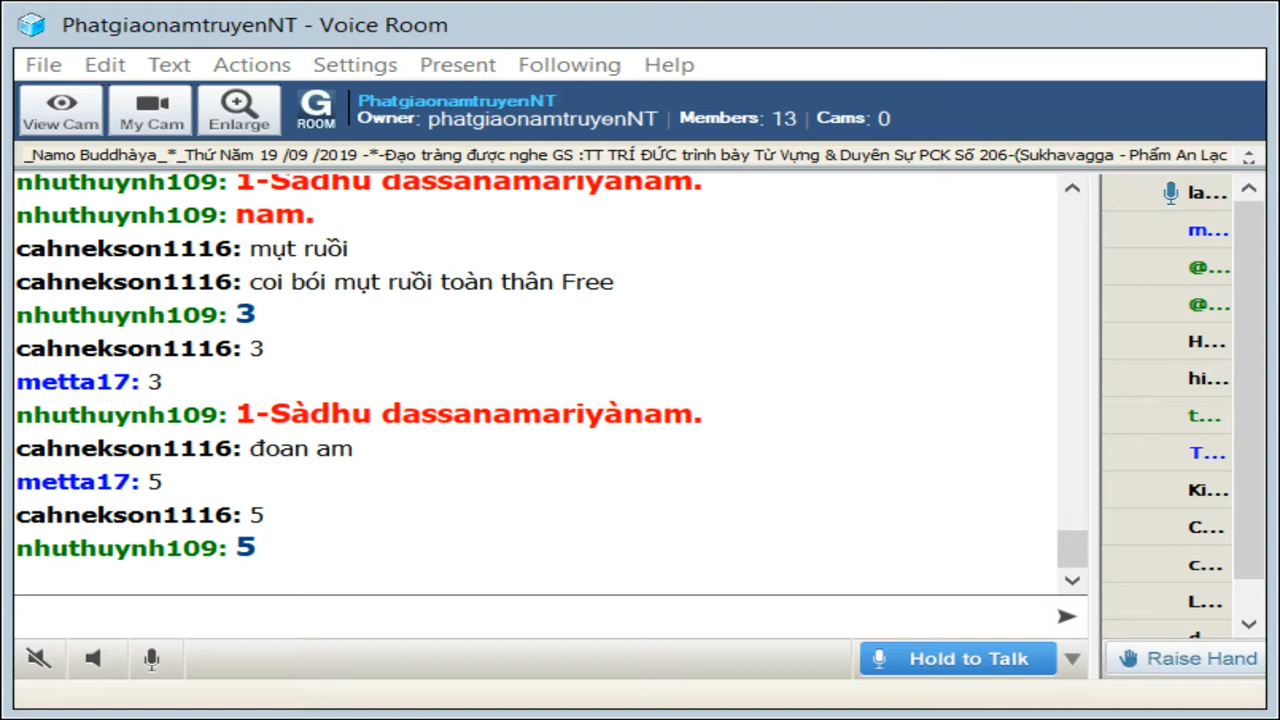 PhatgiaonamtruyenNT - Voice Room
File Edit Text Actions Settings Present Following Help
View Cam My Cam Enlarge G ROOM
PhatgiaonamtruyenNT
Owner: phatgiaonamtruyenNT Members: 13 Cams: 0
_Namo Buddhàya_*_Thứ Năm 19 /09 /2019 -*-Đạo tràng được nghe GS :TT TRÍ ĐỨC trình bày Từ Vựng & Duyên Sự PCK Số 206-(Sukhavagga - Phẩm An Lạc
nhuthuynh109: 1-Sàdhu dassanamariyànam.
nhuthuynh109: nam.
cahnekson1116: mụt ruồi
cahnekson1116: coi bói mụt ruồi toàn thân Free
nhuthuynh109: 3
cahnekson1116: 3
metta17: 3
nhuthuynh109: 1-Sàdhu dassanamariyànam.
cahnekson1116: đoan am
metta17: 5
cahnekson1116: 5
nhuthuynh109: 5
la...
m...
@...
@...
H...
hi...
t...
T...
Ki...
C...
c...
L...
Hold to Talk
Raise Hand